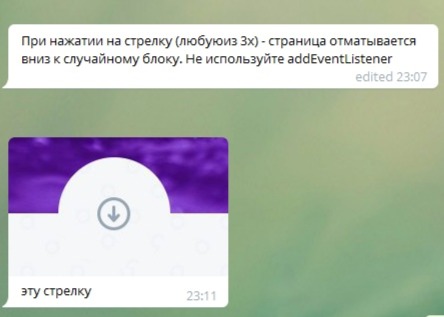 При нажатии на стрелку (любуюиз 3х) - страница отматывается
вниз к случайному блоку. Не используйте addEventListener
edited 23:07
эту стрелку
23:11